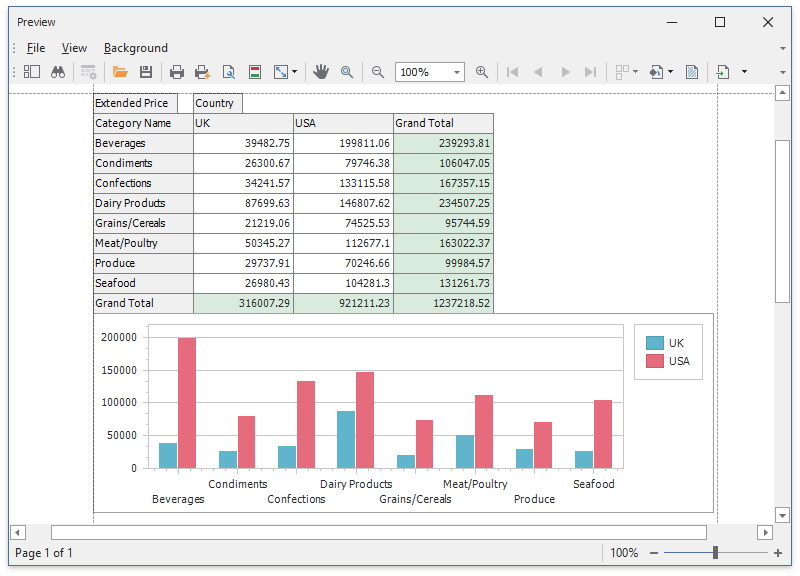 Preview
File View Background
100%
Extended Price Country
Category Name UK USA Grand Total
Beverages 39482.75 199811.06 239293.81
Condiments 26300.67 79746.38 106047.05
Confections 34241.57 133115.58 167357.15
Dairy Products 87699.63 146807.62 234507.25
Grains/Cereals 21219.06 74525.53 95744.59
Meat/Poultry 50345.27 112677.1 163022.37
Produce 29737.91 70246.66 99984.57
Seafood 26980.43 104281.3 131261.73
Grand Total 316007.29 921211.23 1237218.52
200000
150000
100000
50000
0
UK
USA
Condiments Dairy Products Meat/Poultry Seafood
Beverages Confections Grains/Cereals Produce
Page 1 of 1 100%